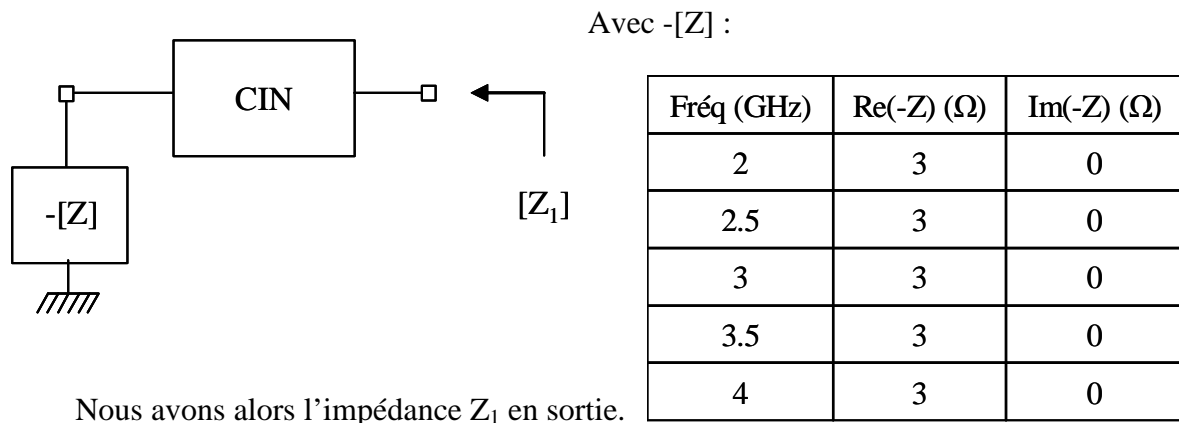 Avec -[Z] :
CIN
-[Z]
[Z₁]
Fréq (GHz) Re(-Z) (Ω) Im(-Z) (Ω)
2 3 0
2.5 3 0
3 3 0
3.5 3 0
4 3 0
Nous avons alors l’impédance Z₁ en sortie.